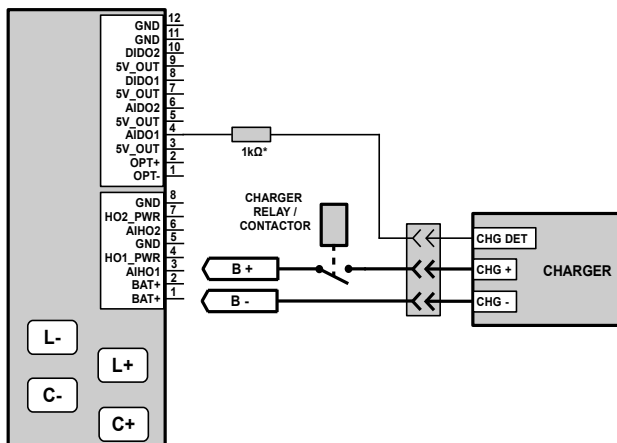 GND 12
GND 11
DIDO2 10
5V_OUT 9
DIDO1 8
5V_OUT 7
AIDO2 6
5V_OUT 5
AIDO1 4
5V_OUT 3
OPT+ 2
OPT- 1
1kΩ*
GND 8
HO2_PWR 7
AIHO2 6
GND 5
HO1_PWR 4
AIHO1 3
BAT+ 2
BAT+ 1
CHARGER
RELAY /
CONTACTOR
B +
B -
CHG DET
CHG +
CHG -
CHARGER
L-
L+
C-
C+